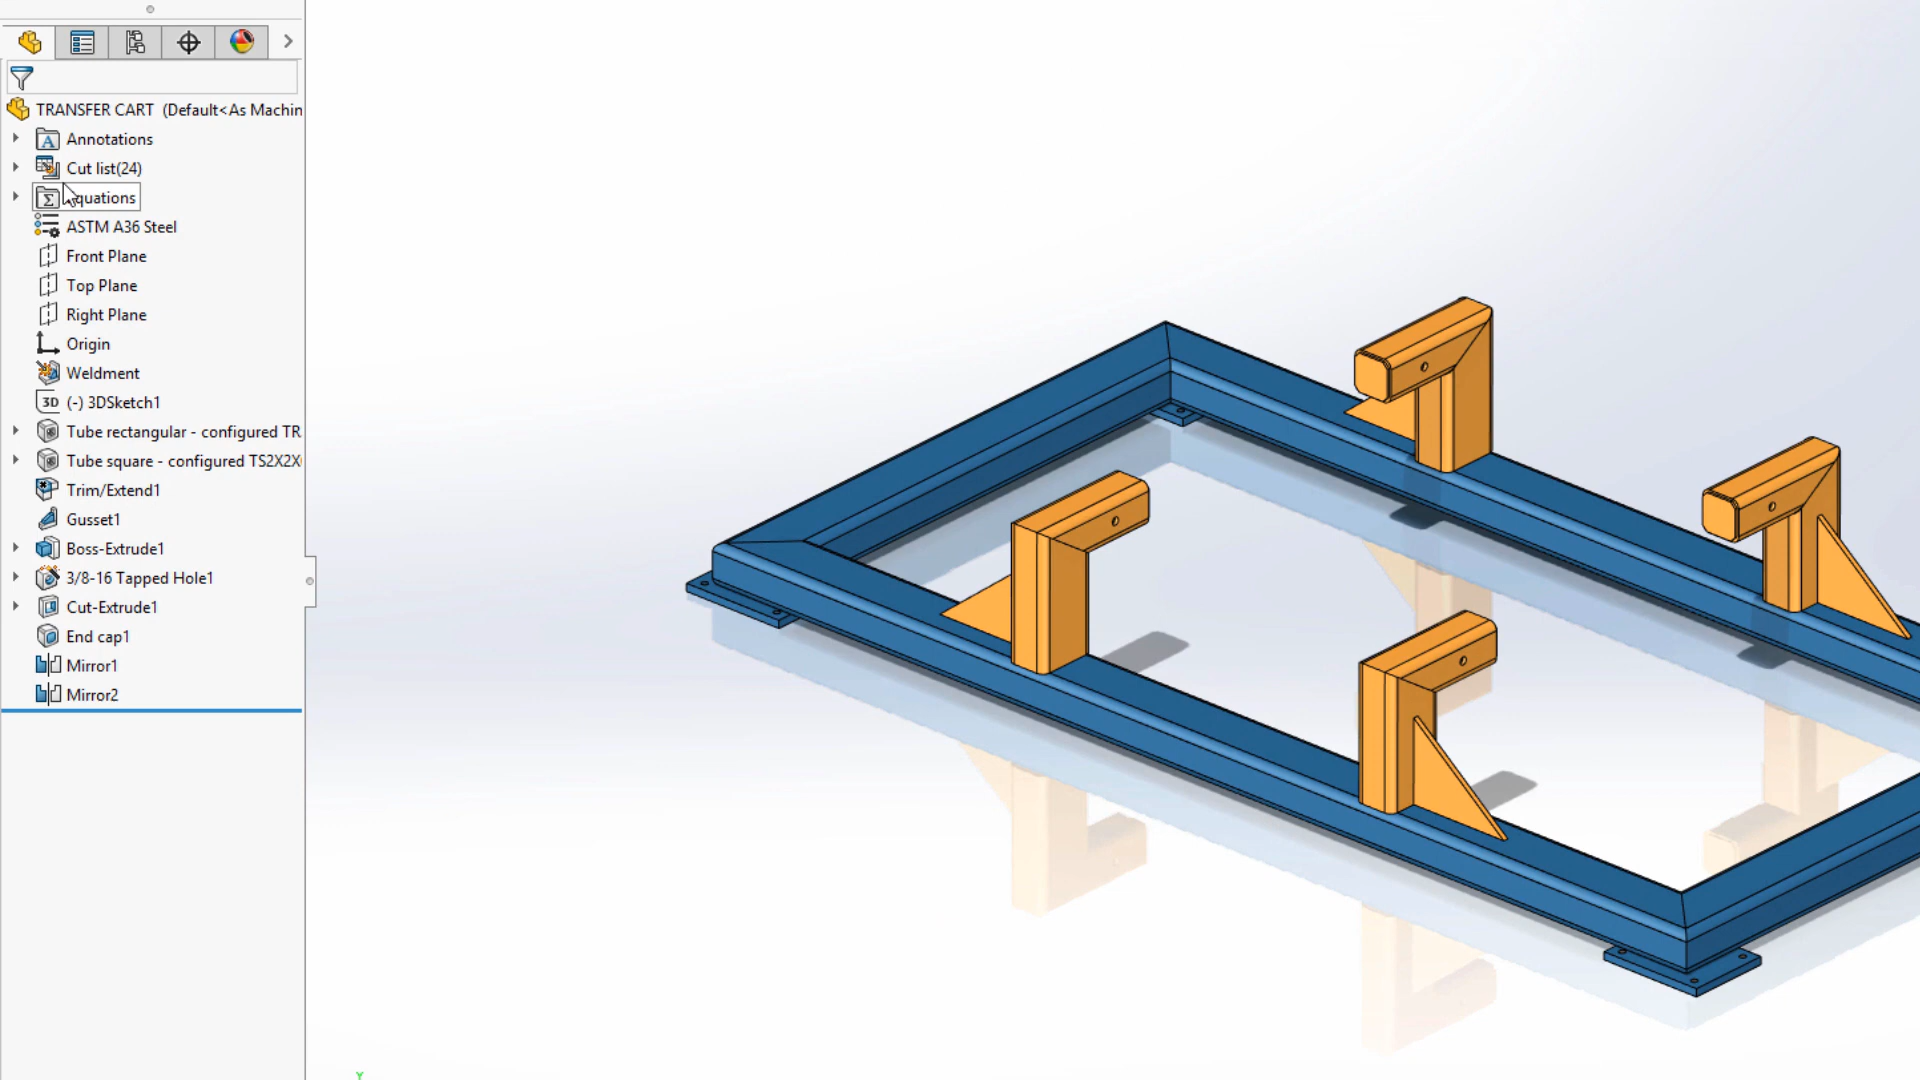 TRANSFER CART (Default<As Machin
Annotations
Cut list(24)
quations
ASTM A36 Steel
Front Plane
Top Plane
Right Plane
Origin
Weldment
3D (-) 3DSketch1
Tube rectangular - configured TR
Tube square - configured TS2X2X
Trim/Extend1
Gusset1
Boss-Extrude1
3/8-16 Tapped Hole1
Cut-Extrude1
End cap1
Mirror1
Mirror2
Y